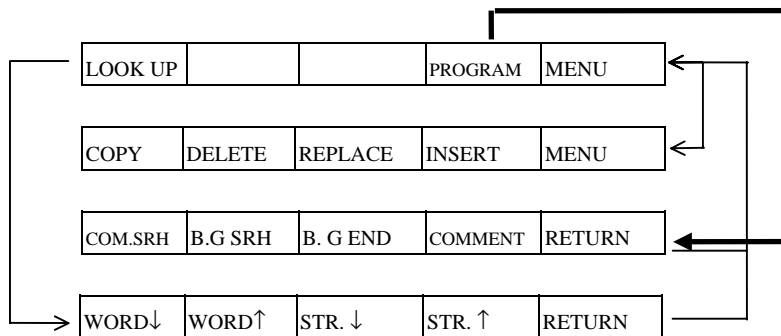 LOOK UP PROGRAM MENU
COPY DELETE REPLACE INSERT MENU
COM.SRH B.G SRH B. G END COMMENT RETURN
WORD↓ WORD↑ STR. ↓ STR. ↑ RETURN